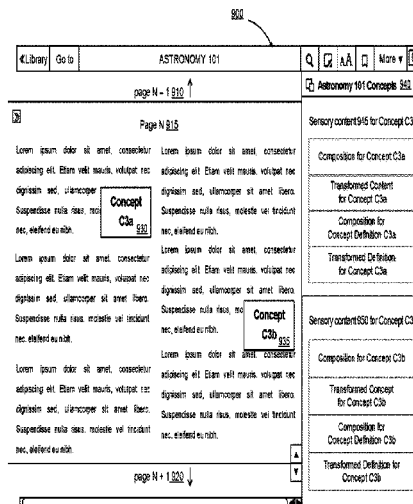 900
Library Go to ASTRONOMY 101 AA More
page N – 1 910
Astronomy 101 Concepts 940
Page N 915
Lorem ipsum dolor sit amet, consectetur
adipiscing elit. Etiam velit mauris, volutpat nec
dignissim sed, ullamcorper
Suspendisse nulla risus,
nec, eleifend eu nibh.
Concept
C3a 930
Lorem ipsum dolor sit amet, consectetur
adipiscing elit. Etiam velit mauris, volutpat nec
dignissim sed, ullamcorper sit amet libero.
Suspendisse nulla risus, molestie vel tincidunt
nec, eleifend eu nibh.
Lorem ipsum dolor sit amet, consectetur
adipiscing elit. Etiam velit mauris, volutpat nec
dignissim sed, ullamcorper sit amet libero.
Suspendisse nulla risus, molestie vel tincidunt
nec, eleifend eu nibh.
Lorem ipsum dolor sit amet, consectetur
adipiscing elit. Etiam velit mauris, volutpat nec
dignissim sed, ullamcorper sit amet libero.
Suspendisse nulla risus, molestie vel tincidunt
nec, eleifend eu nibh.
Lorem ipsum dolor sit amet, consectetur
adipiscing elit. Etiam velit mauris, volutpat nec
dignissim sed, ullamcorper sit amet libero.
Suspendisse nulla risus,
nec, eleifend eu nibh.
Concept
C3b 935
Lorem ipsum dolor sit amet, consectetur
adipiscing elit. Etiam velit mauris, volutpat nec
dignissim sed, ullamcorper sit amet libero.
Suspendisse nulla risus, molestie vel tincidunt
nec, eleifend eu nibh.
page N + 1 920
Sensory content 945 for Concept C3
Composition for Concept C3a
Transformed Content
for Concept C3a
Composition for
Concept Definition C3a
Transformed Definition
for Concept C3a
Sensory content 950 for Concept C3
Composition for Concept C3b
Transformed Concept
for Concept C3b
Composition for
Concept Definition C3b
Transformed Definition for
Concept C3b